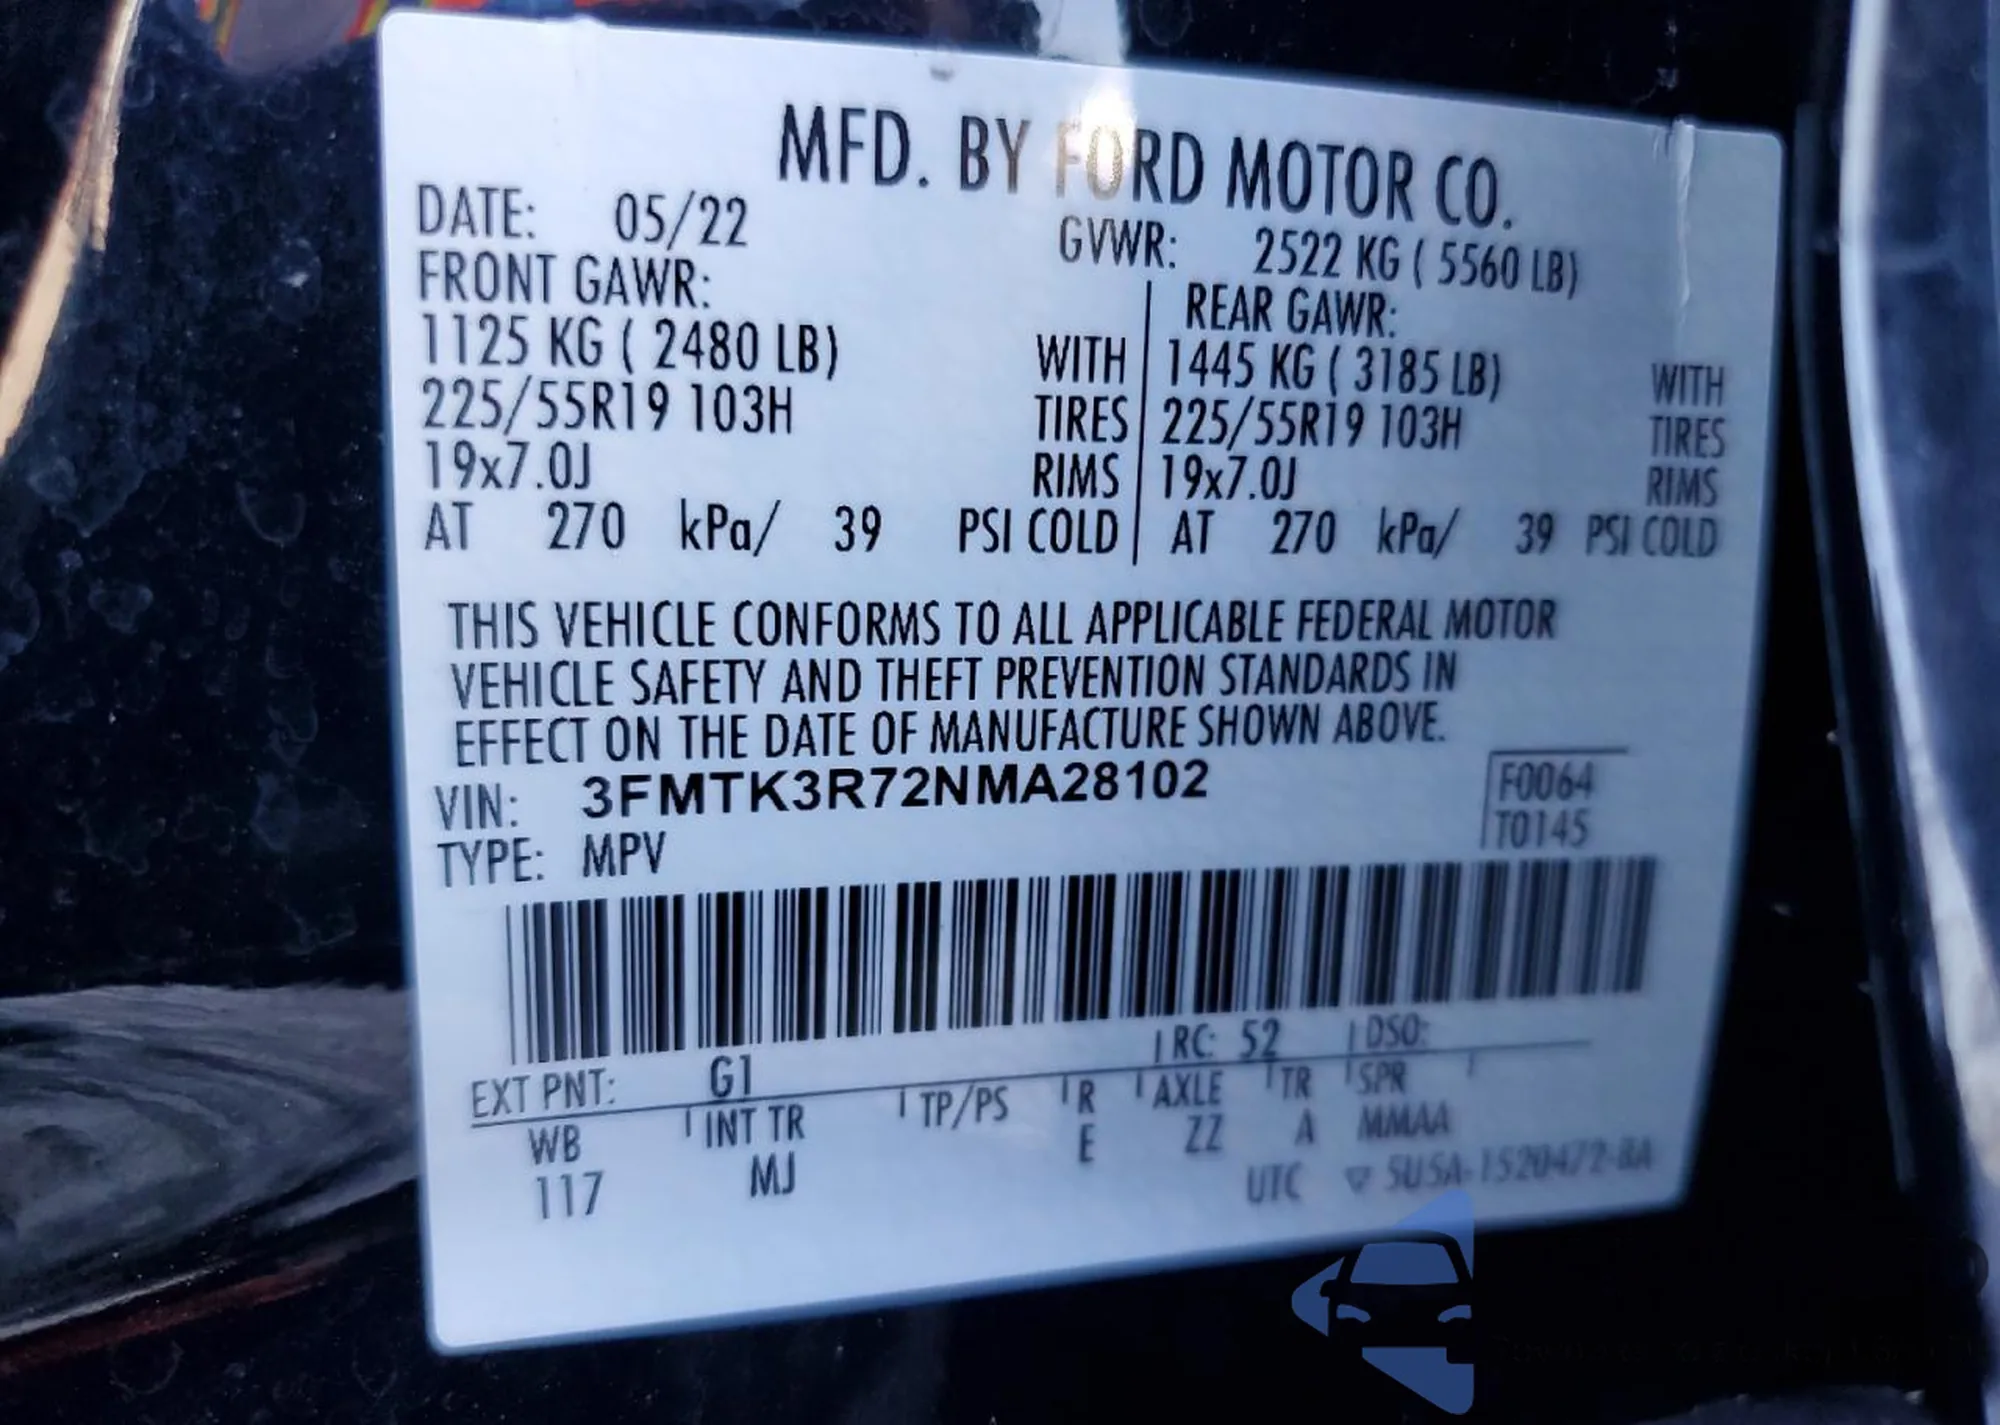 MFD. BY FORD MOTOR CO.
DATE: 05/22 GVWR: 2522 KG ( 5560 LB)
FRONT GAWR: REAR GAWR:
1125 KG ( 2480 LB) WITH 1445 KG ( 3185 LB) WITH
225/55R19 103H TIRES 225/55R19 103H TIRES
19x7.0J RIMS 19x7.0J RIMS
AT 270 kPa/ 39 PSI COLD AT 270 kPa/ 39 PSI COLD
THIS VEHICLE CONFORMS TO ALL APPLICABLE FEDERAL MOTOR
VEHICLE SAFETY AND THEFT PREVENTION STANDARDS IN
EFFECT ON THE DATE OF MANUFACTURE SHOWN ABOVE.
VIN: 3FMTK3R72NMA28102
F0064
TYPE: MPV
T0145
EXT PNT: G1 RC: 52 DSO:
WB INT TR TP/PS R AXLE TR SPR
117 MJ E ZZ A MMAA
UTC ▽ 5U5A-1520472-BA